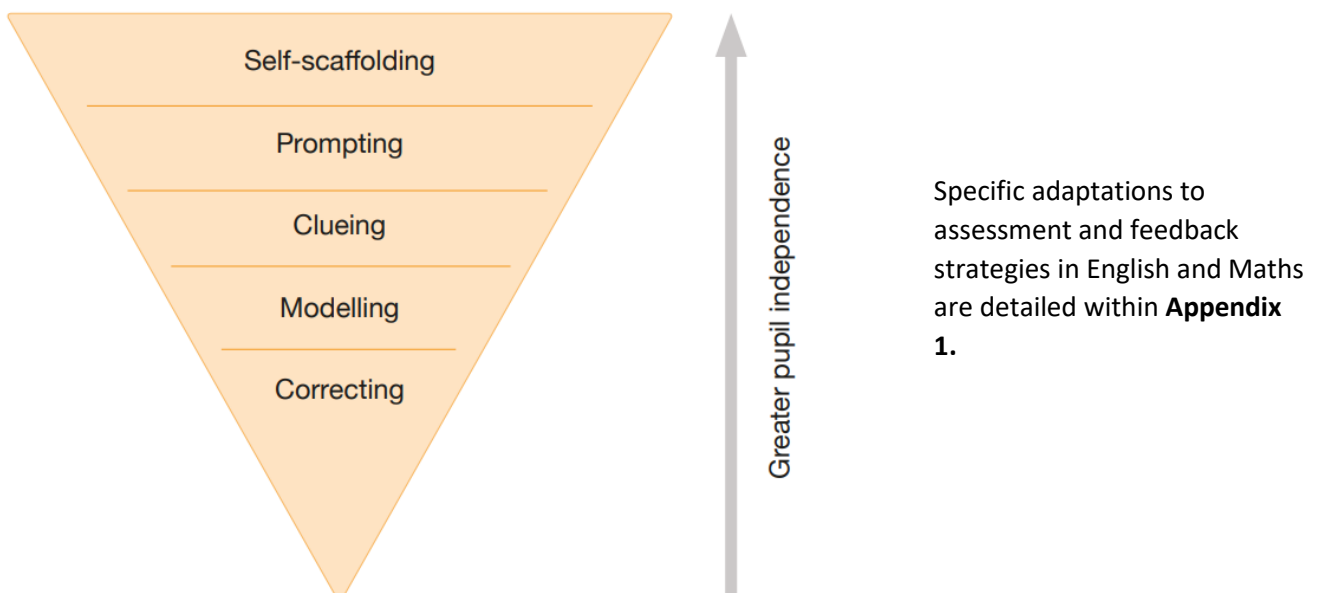 Self-scaffolding
Prompting
Clueing
Modelling
Correcting
Greater pupil independence
Specific adaptations to
assessment and feedback
strategies in English and Maths
are detailed within Appendix
1.